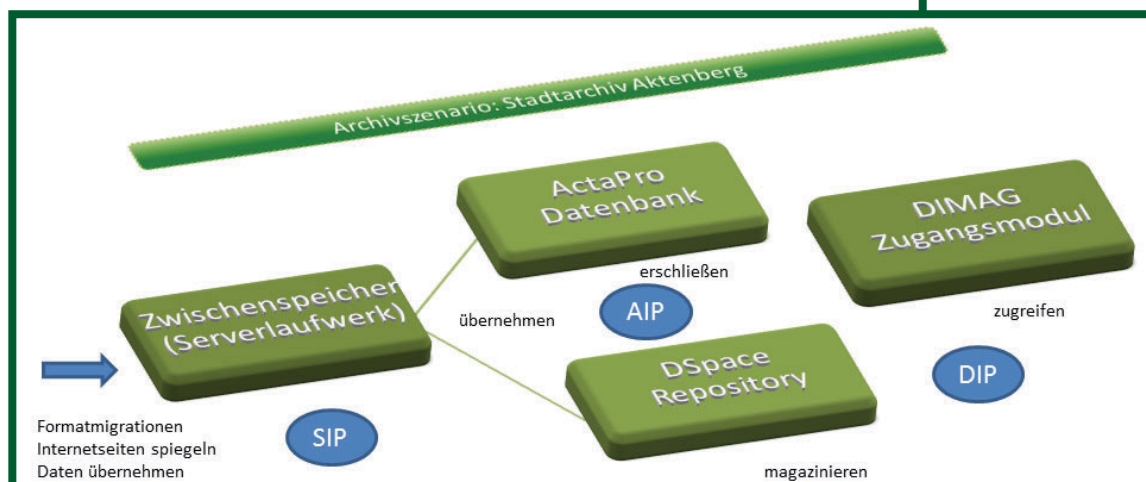 Archivszenario: Stadtarchiv Aktenberg
ActaPro
Datenbank
DIMAG
Zugangsmodul
erschließen
Zwischenspeicher
(Serverlaufwerk)
übernehmen
AIP
zugreifen
DSpace
Repository
DIP
Formatmigrationen
Internetseiten spiegeln
Daten übernehmen
SIP
magazinieren